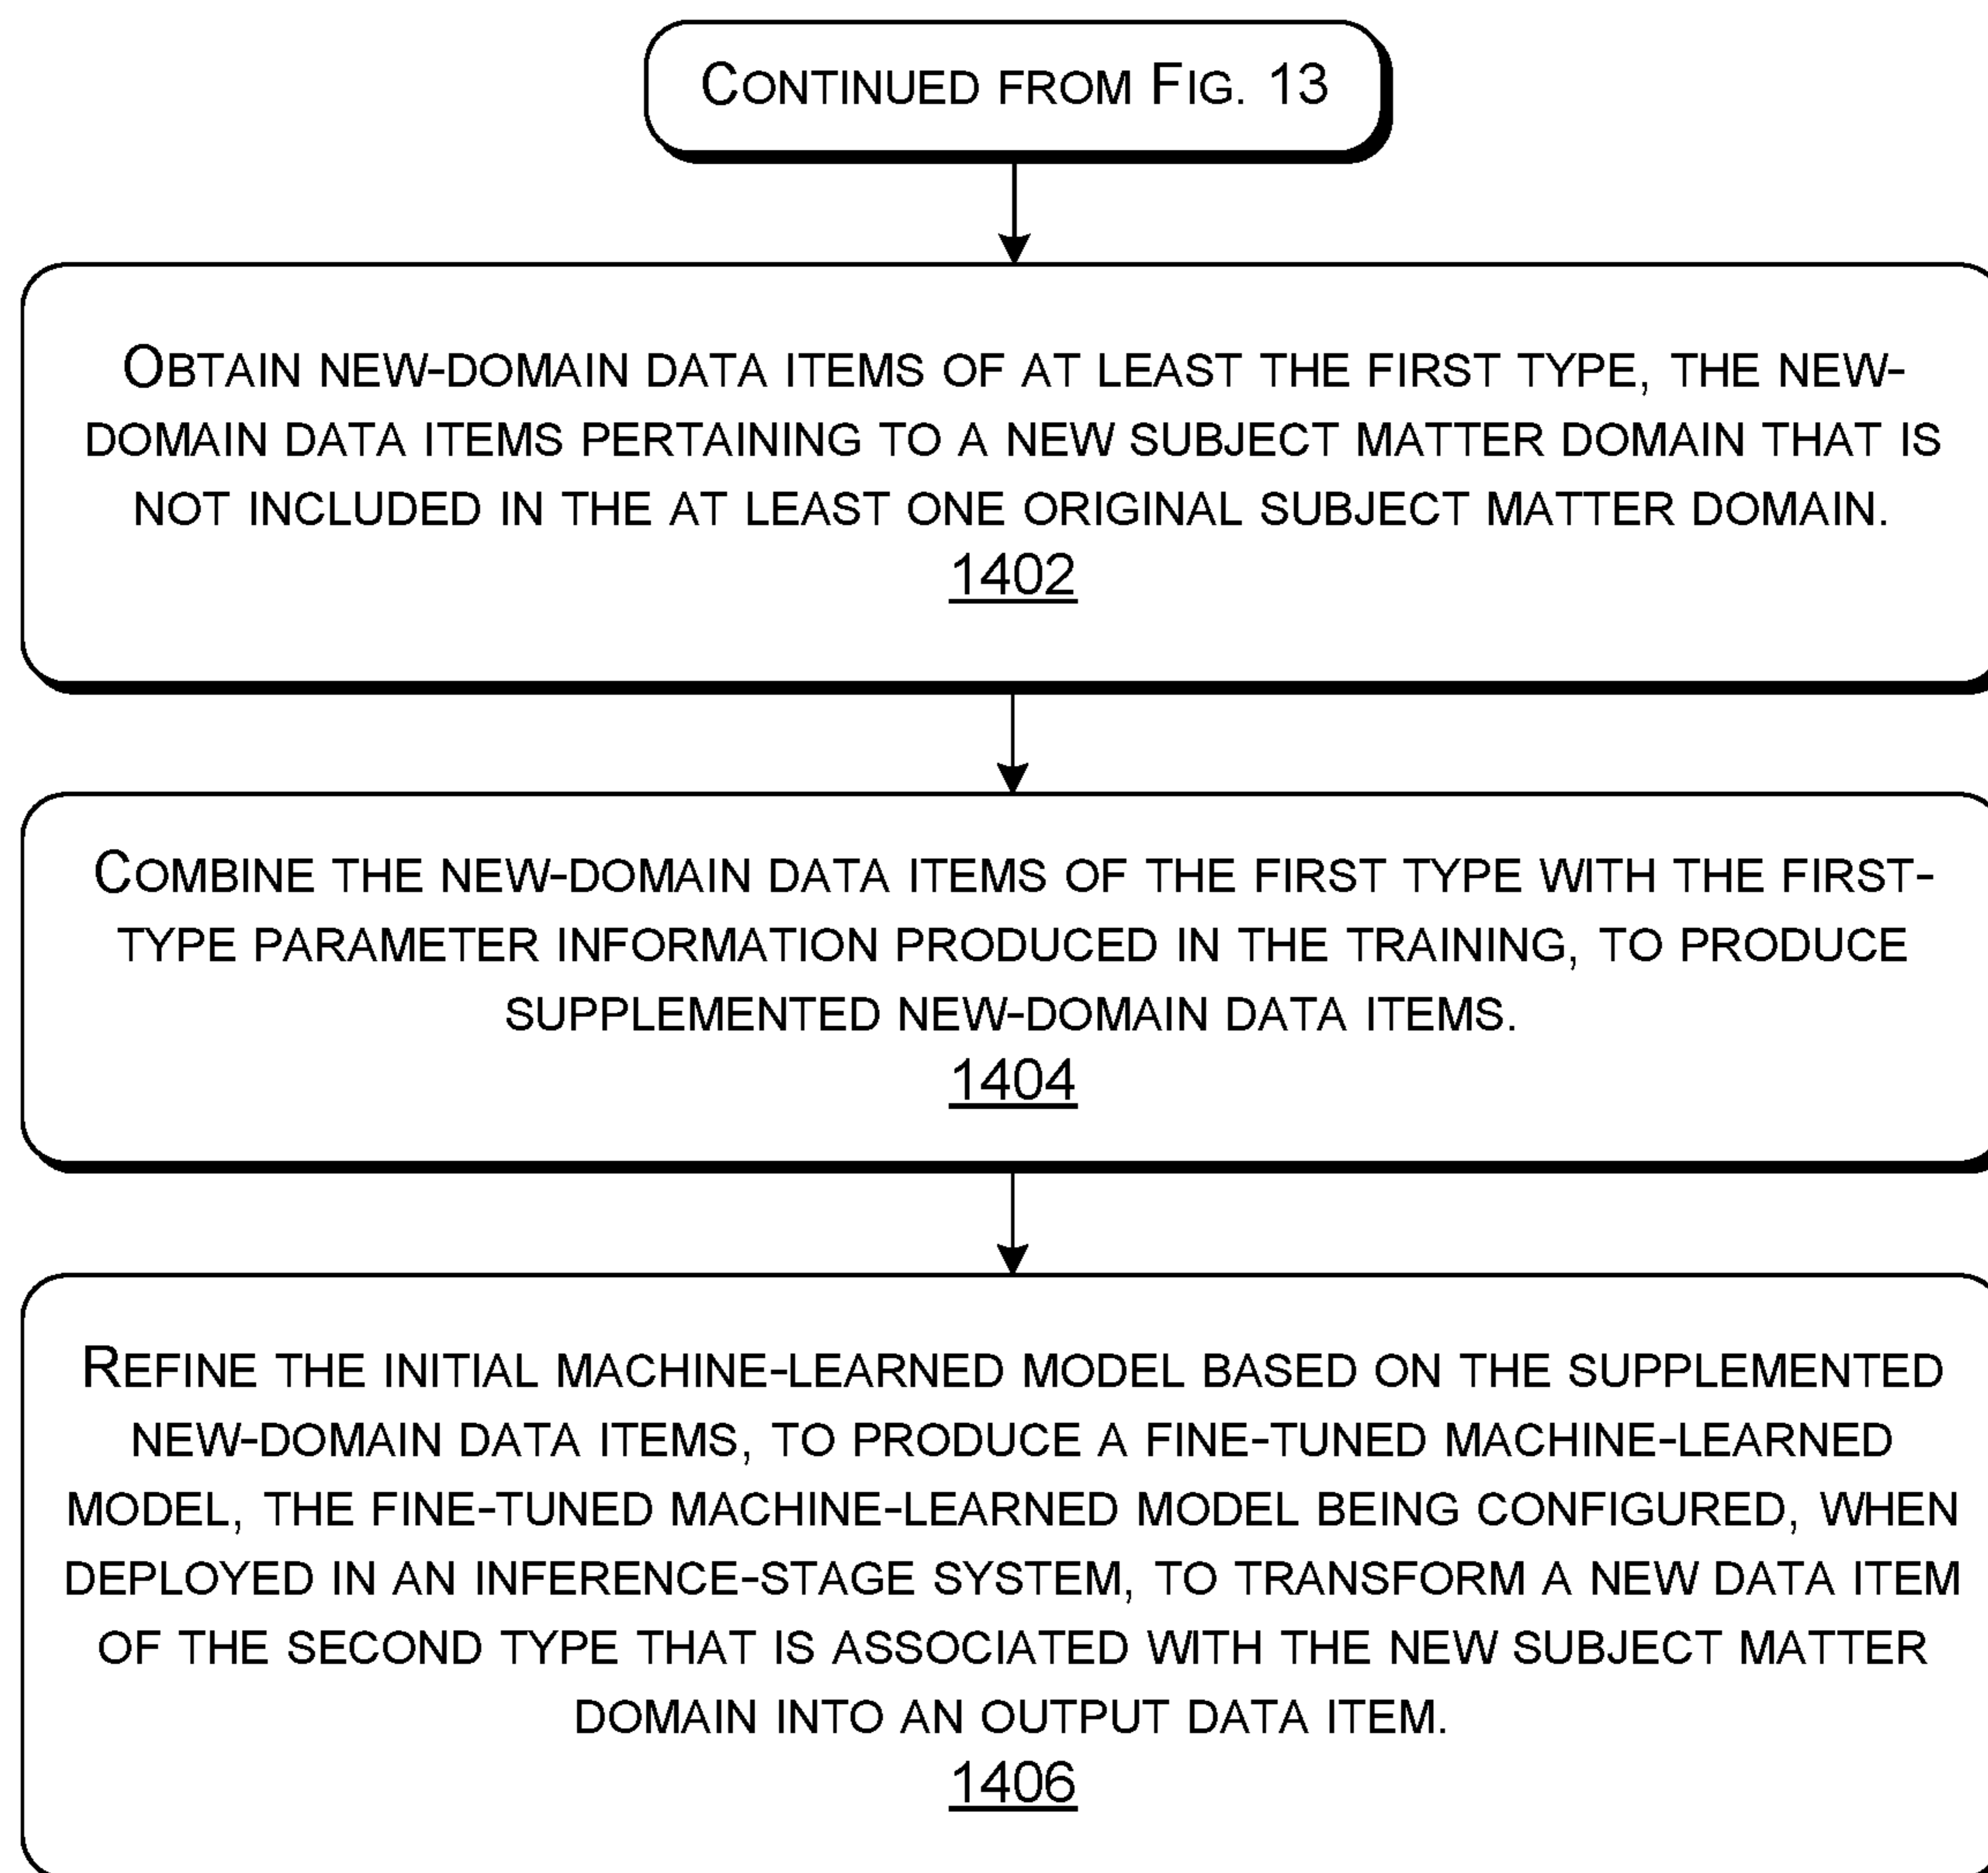 CONTINUED FROM FIG. 13
OBTAIN NEW-DOMAIN DATA ITEMS OF AT LEAST THE FIRST TYPE, THE NEW-
DOMAIN DATA ITEMS PERTAINING TO A NEW SUBJECT MATTER DOMAIN THAT IS
NOT INCLUDED IN THE AT LEAST ONE ORIGINAL SUBJECT MATTER DOMAIN.
1402
COMBINE THE NEW-DOMAIN DATA ITEMS OF THE FIRST TYPE WITH THE FIRST-
TYPE PARAMETER INFORMATION PRODUCED IN THE TRAINING, TO PRODUCE
SUPPLEMENTED NEW-DOMAIN DATA ITEMS.
1404
REFINE THE INITIAL MACHINE-LEARNED MODEL BASED ON THE SUPPLEMENTED
NEW-DOMAIN DATA ITEMS, TO PRODUCE A FINE-TUNED MACHINE-LEARNED
MODEL, THE FINE-TUNED MACHINE-LEARNED MODEL BEING CONFIGURED, WHEN
DEPLOYED IN AN INFERENCE-STAGE SYSTEM, TO TRANSFORM A NEW DATA ITEM
OF THE SECOND TYPE THAT IS ASSOCIATED WITH THE NEW SUBJECT MATTER
DOMAIN INTO AN OUTPUT DATA ITEM.
1406